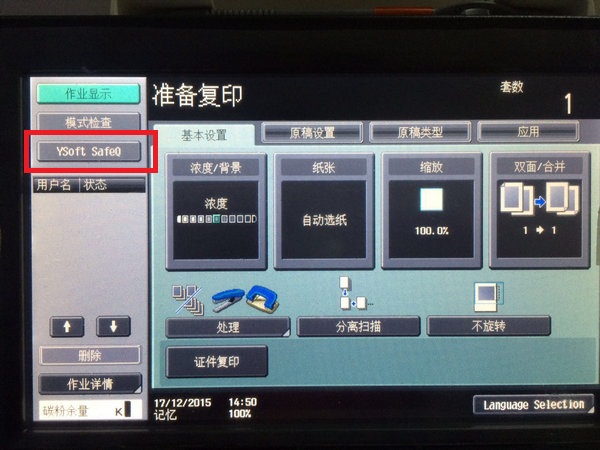 作业显示
准备复印
套数
1
模式检查
YSoft SafeQ
基本设置
原稿设置
原稿类型
应用
用户名
状态
浓度/背景
纸张
缩放
双面/合并
浓度
自动选纸
100.0%
1 → 1
处理
分离扫描
不旋转
删除
证件复印
作业详情
碳粉余量 K
17/12/2015 14:50
记忆 100%
Language Selection